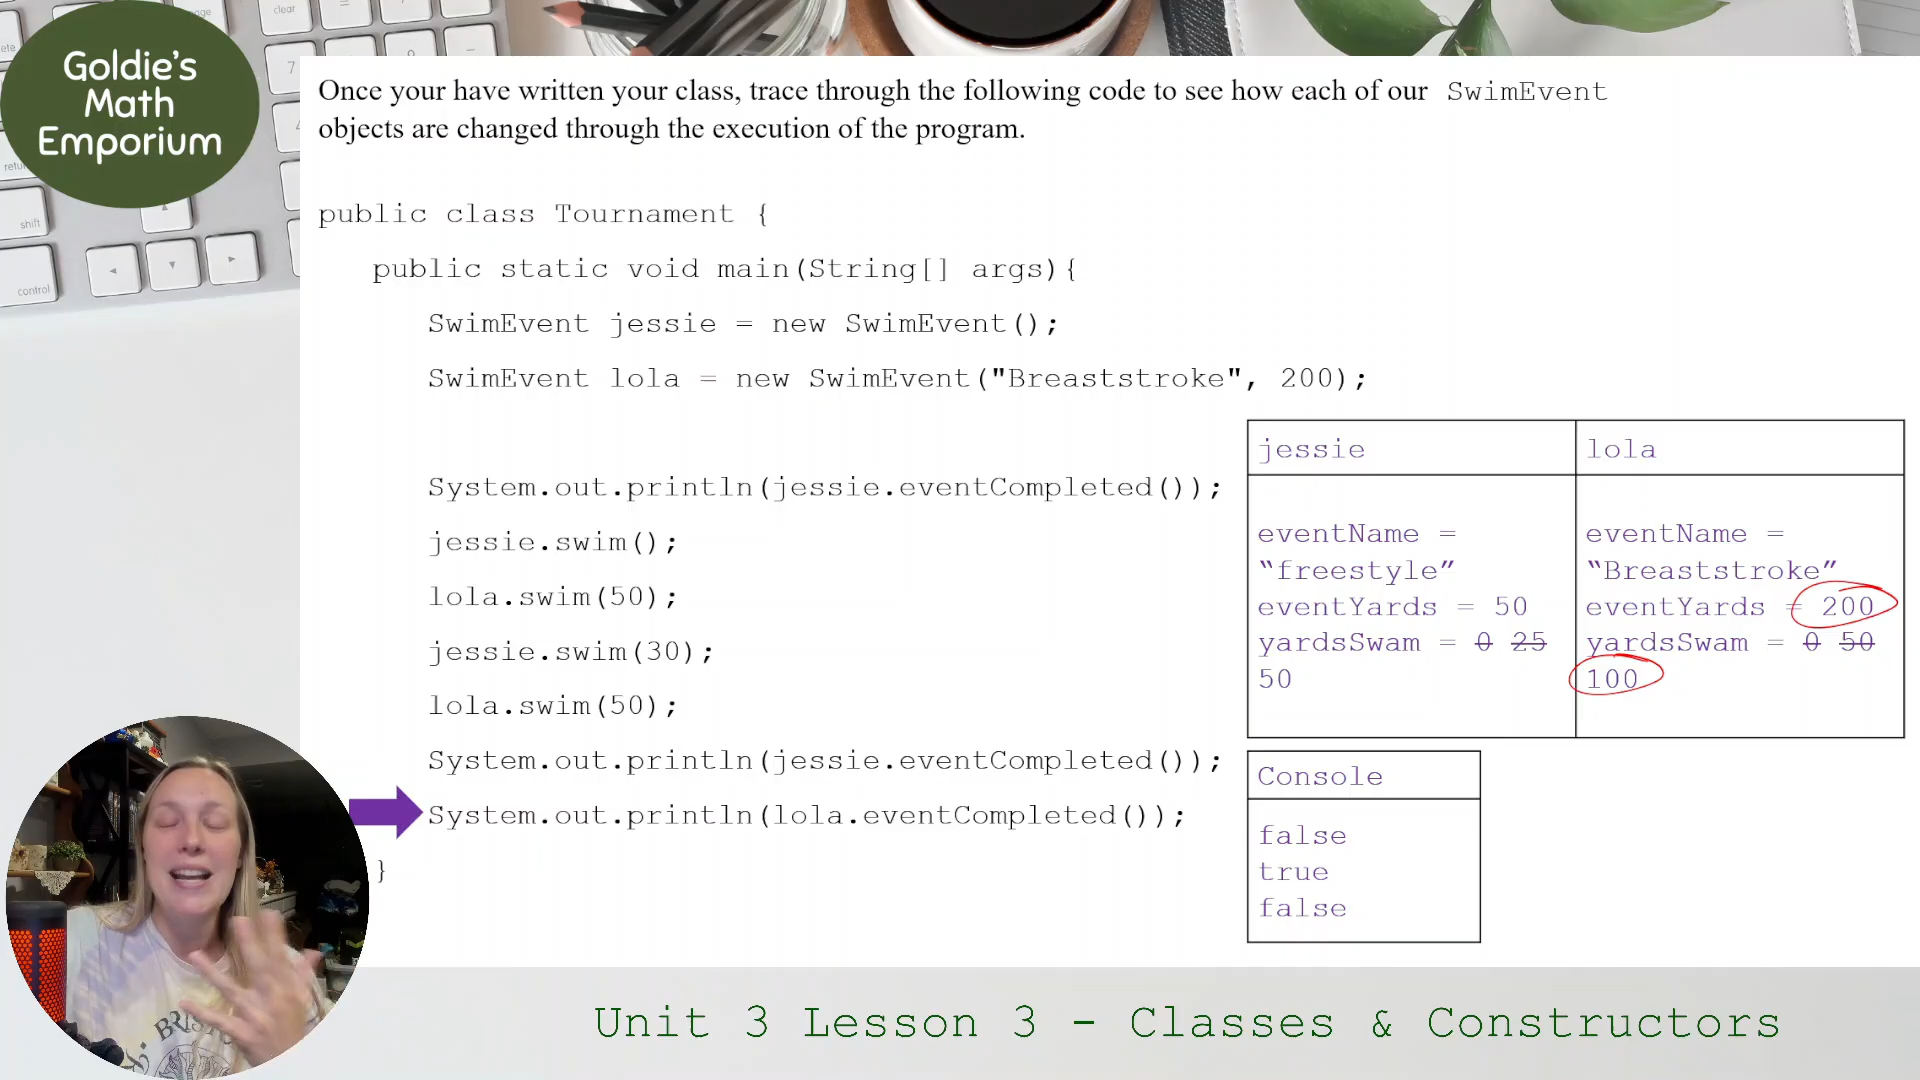 Goldie's
Math
Emporium
clear
shift
control
7
Once your have written your class, trace through the following code to see how each of our SwimEvent
objects are changed through the execution of the program.
public class Tournament {
public static void main(String[] args){
SwimEvent jessie = new SwimEvent();
SwimEvent lola = new SwimEvent("Breaststroke", 200);
System.out.println(jessie.eventCompleted());
jessie.swim();
lola.swim(50);
jessie.swim(30);
lola.swim(50);
System.out.println(jessie.eventCompleted());
System.out.println(lola.eventCompleted());
}
jessie
eventName =
“freestyle”
eventYards = 50
yardsSwam = 0 25
50
lola
eventName =
“Breaststroke”
eventYards = 200
yardsSwam = 0 50
100
Console
false
true
false
Unit 3 Lesson 3 - Classes & Constructors